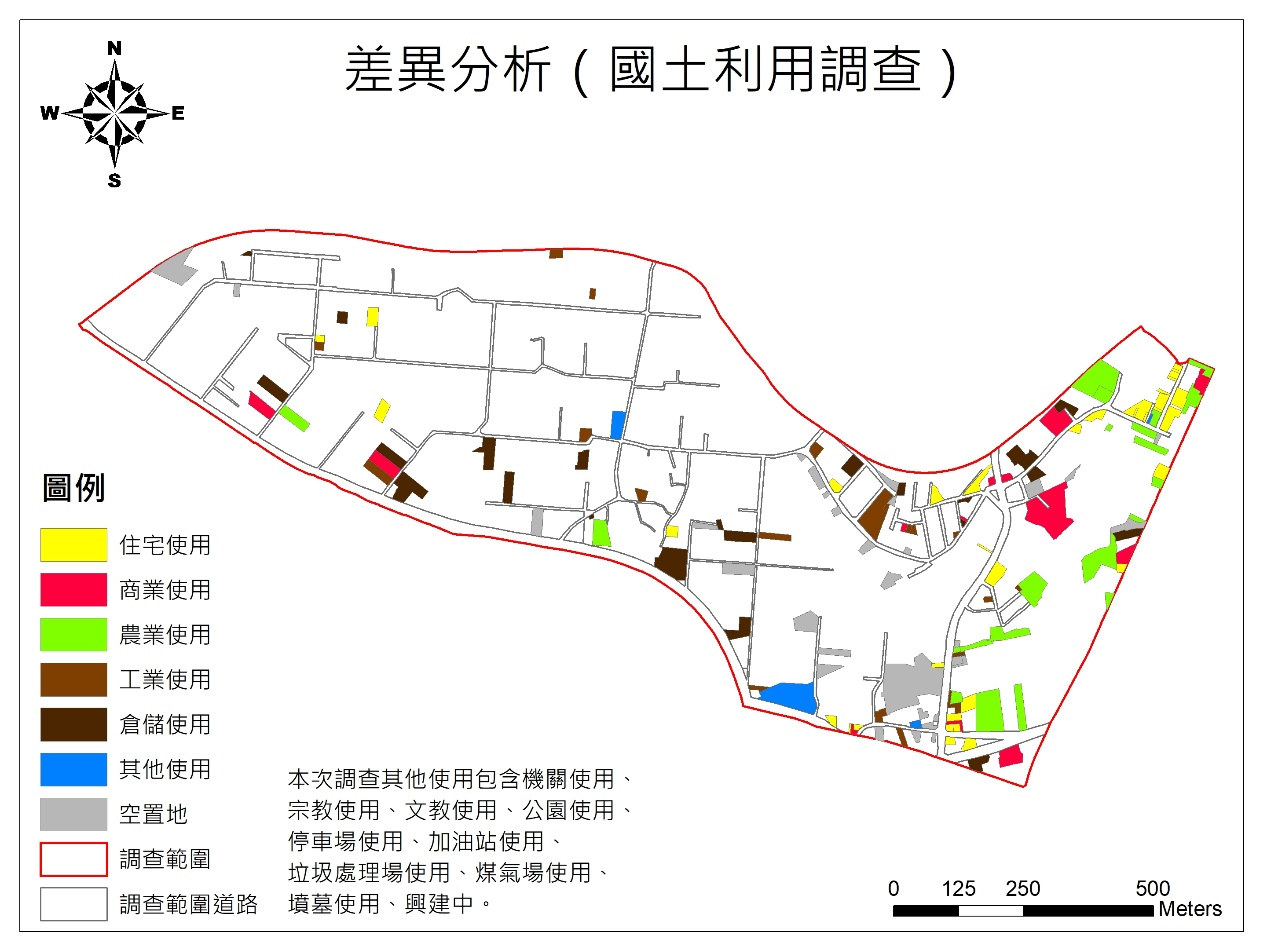 差異分析（國土利用調查）
N
W
E
S
圖例
住宅使用
商業使用
農業使用
工業使用
倉儲使用
其他使用
空置地
調查範圍
調查範圍道路
本次調查其他使用包含機關使用、
宗教使用、文教使用、公園使用、
停車場使用、加油站使用、
垃圾處理場使用、煤氣場使用、
墳墓使用、興建中。
0 125 250 500
Meters